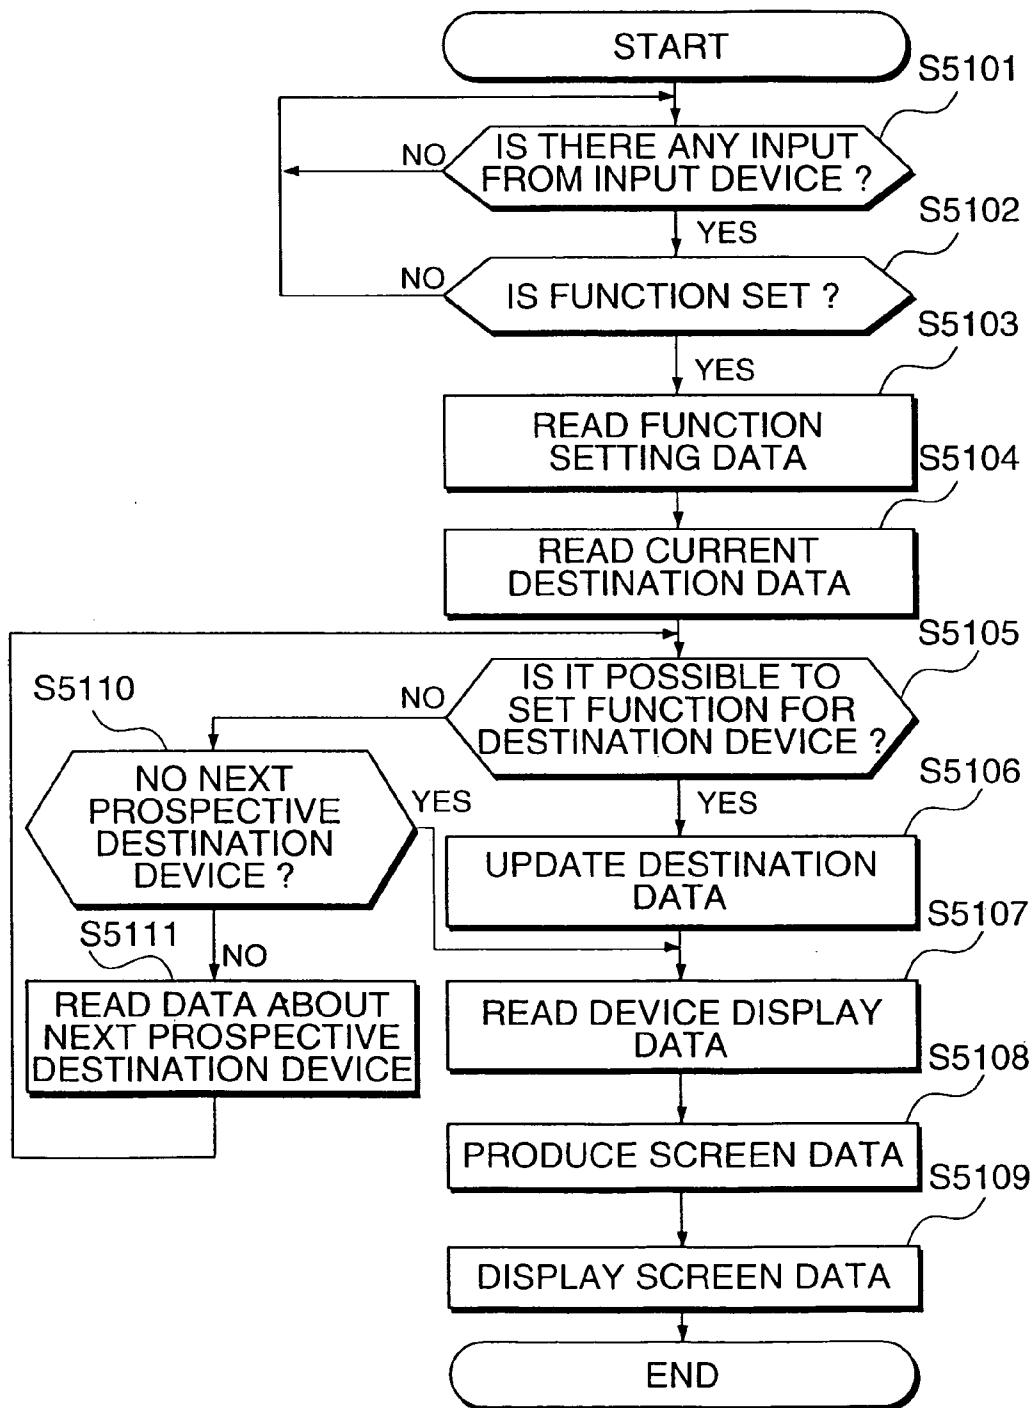 START
S5101
IS THERE ANY INPUT
FROM INPUT DEVICE ?
NO
YES
S5102
IS FUNCTION SET ?
NO
YES
S5103
READ FUNCTION
SETTING DATA
S5104
READ CURRENT
DESTINATION DATA
S5105
IS IT POSSIBLE TO
SET FUNCTION FOR
DESTINATION DEVICE ?
NO
YES
S5110
NO NEXT
PROSPECTIVE
DESTINATION
DEVICE ?
YES
NO
S5106
UPDATE DESTINATION
DATA
S5111
READ DATA ABOUT
NEXT PROSPECTIVE
DESTINATION DEVICE
S5107
READ DEVICE DISPLAY
DATA
S5108
PRODUCE SCREEN DATA
S5109
DISPLAY SCREEN DATA
END